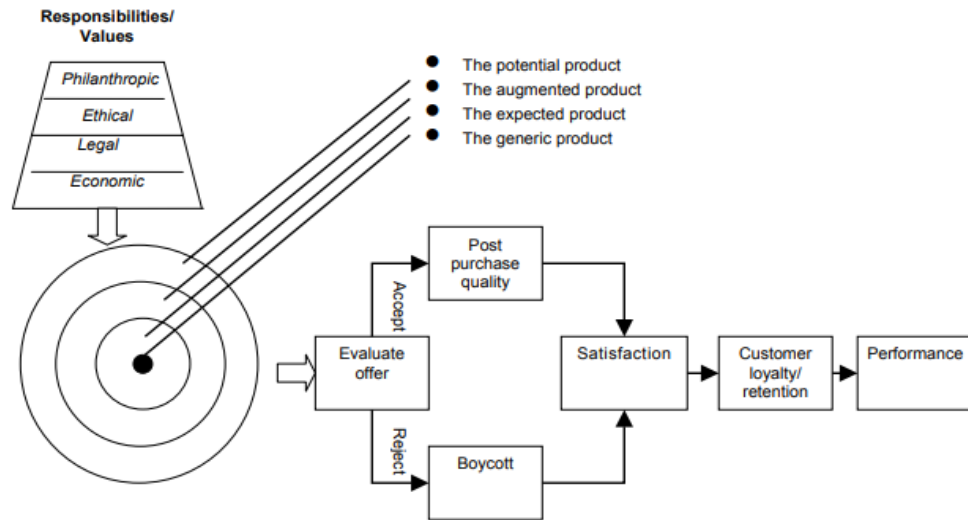 Responsibilities/
Values
Philanthropic
Ethical
Legal
Economic
The potential product
The augmented product
The expected product
The generic product
Accept
Post
purchase
quality
Evaluate
offer
Satisfaction
Customer
loyalty/
retention
Performance
Reject
Boycott